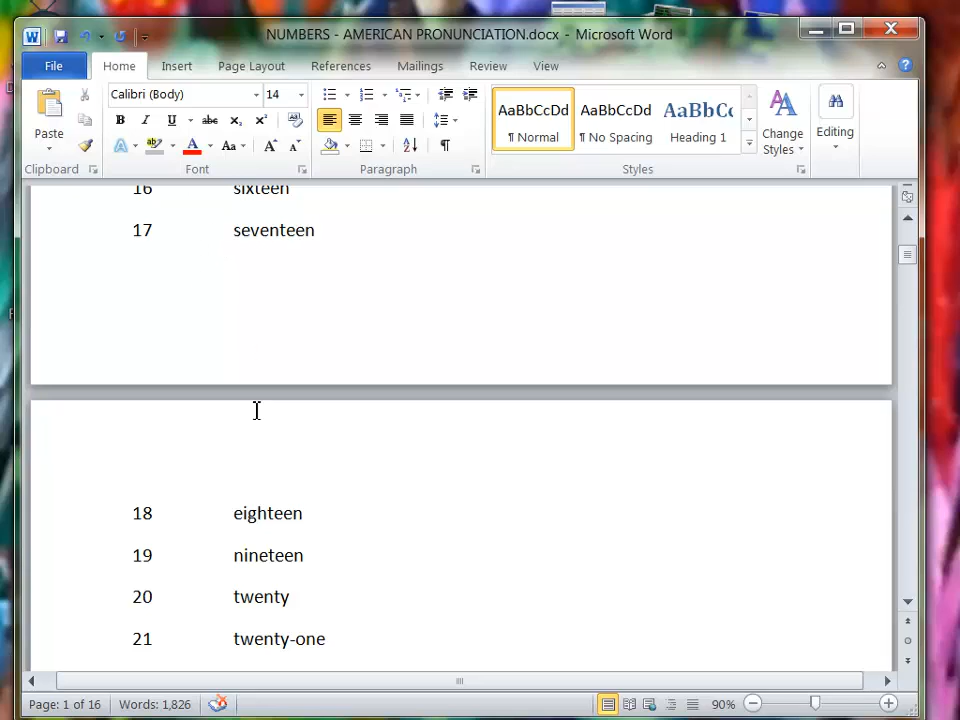 NUMBERS - AMERICAN PRONUNCIATION.docx - Microsoft Word
File Home Insert Page Layout References Mailings Review View
Calibri (Body) 14
Paste
AaBbCcDd AaBbCcDd AaBbCc
¶ Normal ¶ No Spacing Heading 1
Change Styles
Editing
Clipboard Font Paragraph Styles
16 sixteen
17 seventeen
18 eighteen
19 nineteen
20 twenty
21 twenty-one
Page: 1 of 16 Words: 1,826 90%